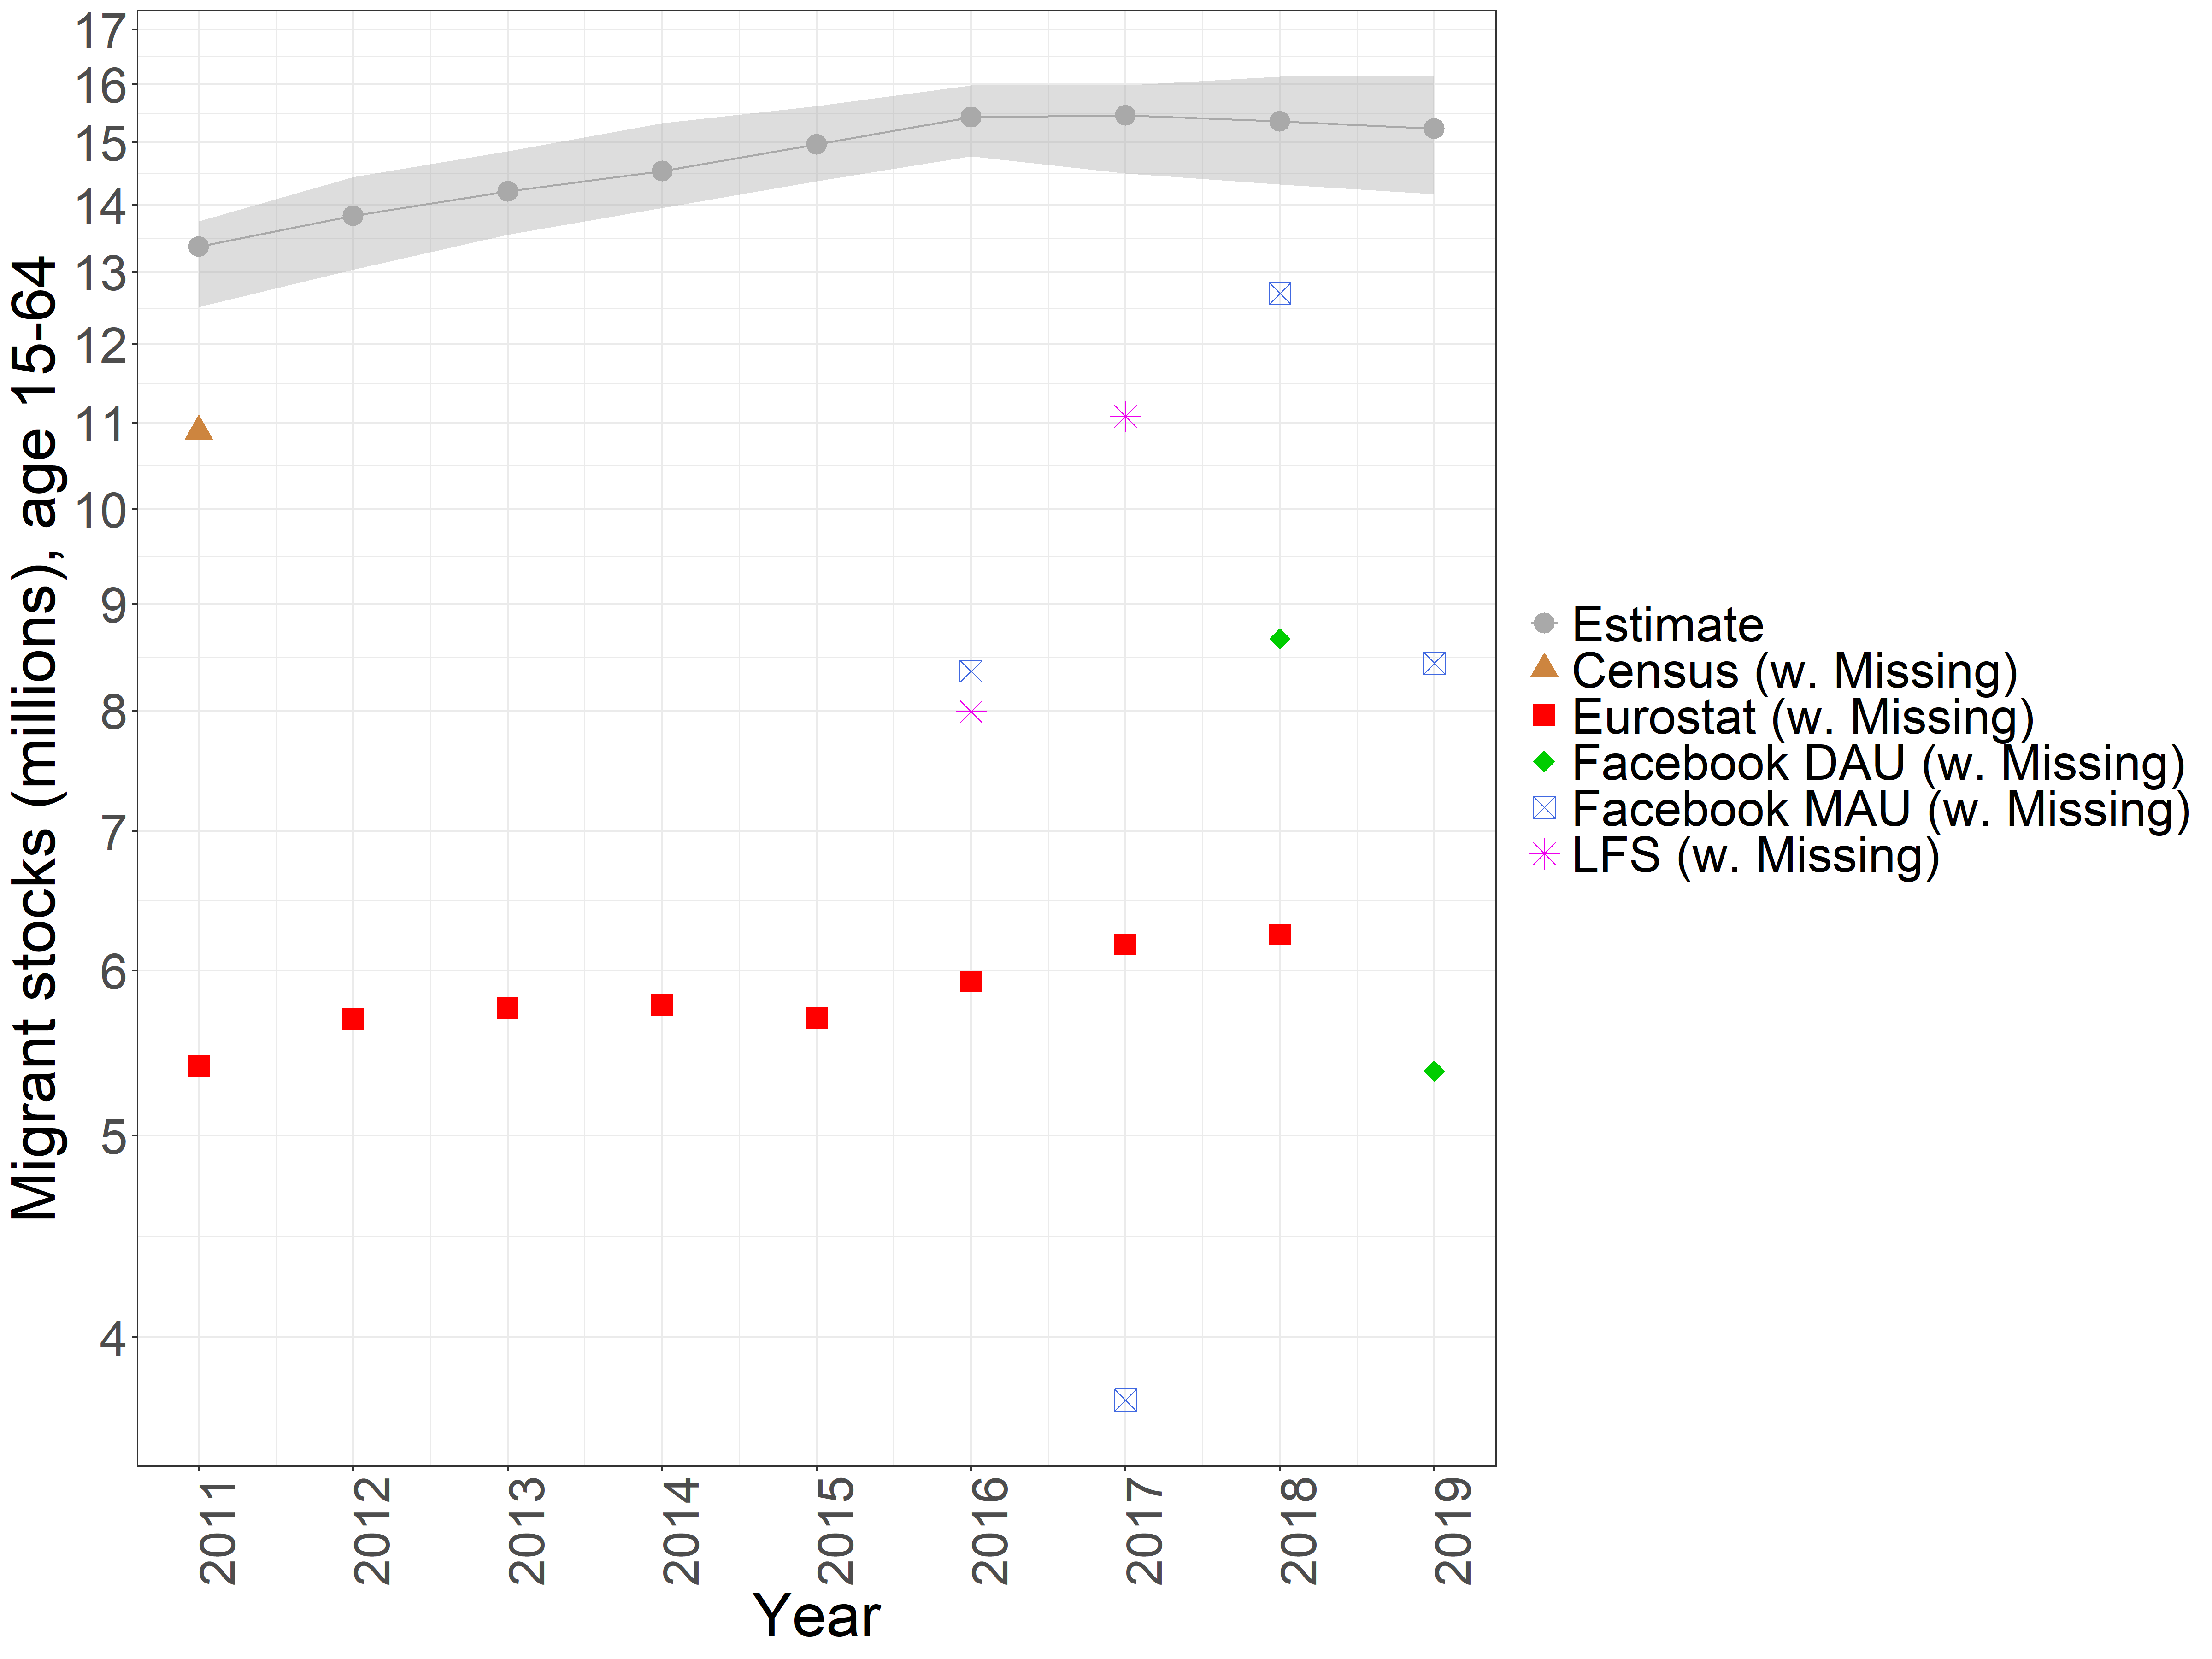 Migrant stocks (millions), age 15-64
17
16
15
14
13
12
11
10
9
8
7
6
5
4
2011
2012
2013
2014
2015
2016
2017
2018
2019
Year
Estimate
Census (w. Missing)
Eurostat (w. Missing)
Facebook DAU (w. Missing)
Facebook MAU (w. Missing)
LFS (w. Missing)